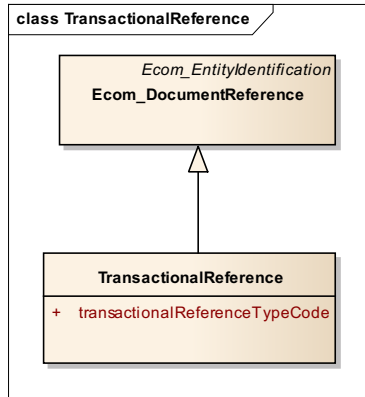 class TransactionalReference
Ecom_EntityIdentification
Ecom_DocumentReference
TransactionalReference
+ transactionalReferenceTypeCode